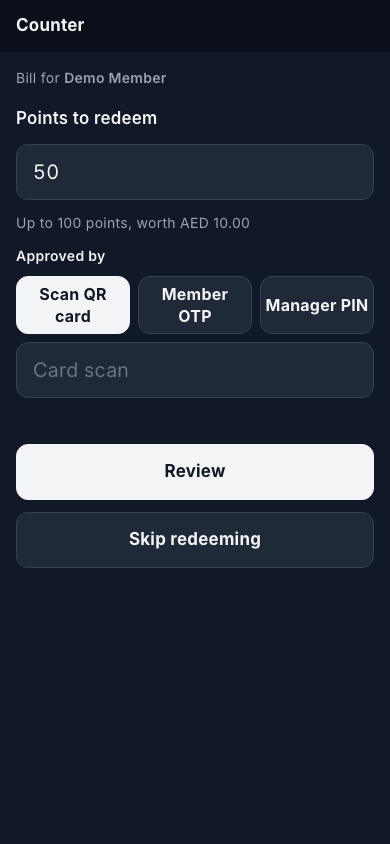 Counter
Bill for Demo Member
Points to redeem
50
Up to 100 points, worth AED 10.00
Approved by
Scan QR
card
Member
OTP
Manager PIN
Card scan
Review
Skip redeeming